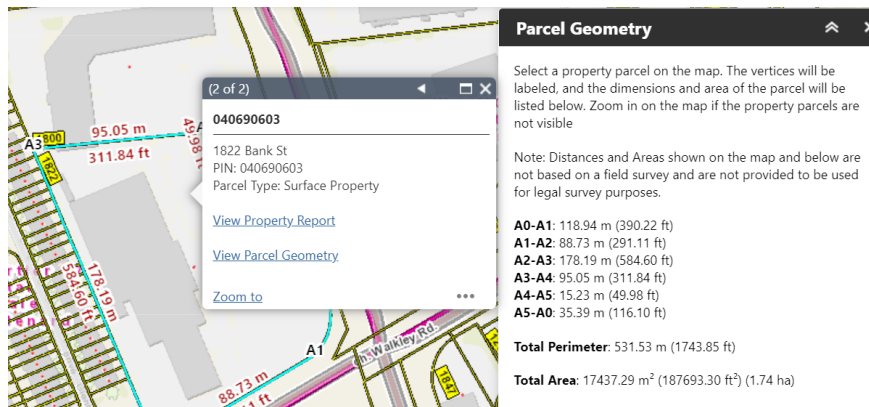 Parcel Geometry
Select a property parcel on the map. The vertices will be
labeled, and the dimensions and area of the parcel will be
listed below. Zoom in on the map if the property parcels are
not visible
Note: Distances and Areas shown on the map and below are
not based on a field survey and are not provided to be used
for legal survey purposes.
A0-A1: 118.94 m (390.22 ft)
A1-A2: 88.73 m (291.11 ft)
A2-A3: 178.19 m (584.60 ft)
A3-A4: 95.05 m (311.84 ft)
A4-A5: 15.23 m (49.98 ft)
A5-A0: 35.39 m (116.10 ft)
Total Perimeter: 531.53 m (1743.85 ft)
Total Area: 17437.29 m² (187693.30 ft²) (1.74 ha)
(2 of 2)
040690603
1822 Bank St
PIN: 040690603
Parcel Type: Surface Property
View Property Report
View Parcel Geometry
Zoom to
A3
1800
95.05 m
311.84 ft
49.98 ft
1822
178.19 m
584.60 ft
A1
88.73 m
1 ft
Walkley Rd.
1847